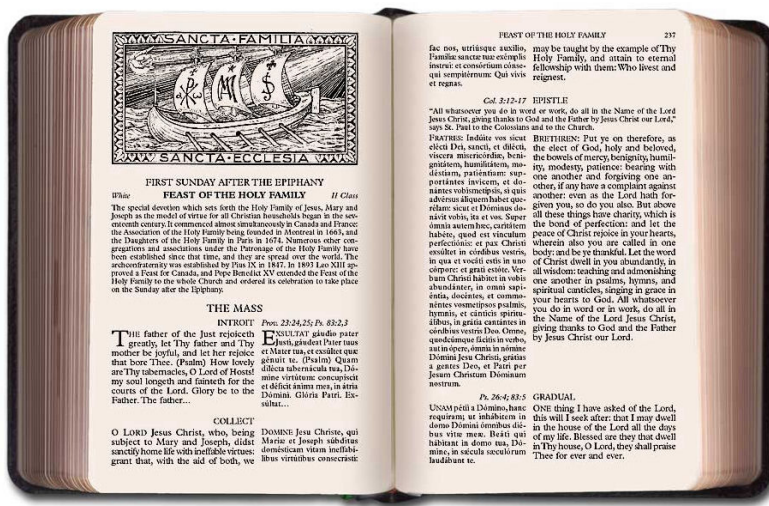 SANCTA FAMILIA
SANCTA ECCLESIA
FIRST SUNDAY AFTER THE EPIPHANY
White FEAST OF THE HOLY FAMILY II Class
The special devotion which sets forth the Holy Family of Jesus, Mary and
Joseph as the model of virtue for all Christian households began in the sev-
enteenth century. It commenced almost simultaneously in Canada and France:
the Association of the Holy Family being founded in Montreal in 1663, and
the Daughters of the Holy Family in Paris in 1674. Numerous other con-
gregations and associations under the Patronage of the Holy Family have
been established since that time, and they are spread over the world. The
archconfraternity was established by Pius IX in 1847. In 1893 Leo XIII ap-
proved a Feast for Canada, and Pope Benedict XV extended the Feast of the
Holy Family to the whole Church and ordered its celebration to take place
on the Sunday after the Epiphany.
THE MASS
INTROIT Prov. 23:24,25; Ps. 83:2,3
THE father of the Just rejoiceth
greatly, let Thy father and Thy
mother be joyful, and let her rejoice
that bore Thee. (Psalm) How lovely
are Thy tabernacles, O Lord of Hosts!
my soul longeth and fainteth for the
courts of the Lord. Glory be to the
Father. The father...
EXSULTAT gáudio pater
Justi, gáudeat Pater tuus
et Mater tua, et exsúltet quæ
génuit te. (Psalm) Quam
dilécta tabernácula tua, Dó-
mine virtútum: concupíscit
et déficit ánima mea, in átria
Dómini. Glória Patri. Ex-
súltat...
COLLECT
O LORD Jesus Christ, who, being
subject to Mary and Joseph, didst
sanctify home life with ineffable virtues:
grant that, with the aid of both, we
DOMINE Jesu Christe, qui
Maríæ et Joseph súbditus
domésticam vitam ineffabí-
libus virtútibus consecrásti:
FEAST OF THE HOLY FAMILY 237
fac nos, utriúsque auxílio,
Famíliæ sanctæ tuæ exémplis
ínstrui: et consórtium cónse-
qui sempitérnum: Qui vivis
et regnas.
may be taught by the example of Thy
Holy Family, and attain to eternal
fellowship with them: Who livest and
reignest.
Col. 3:12-17 EPISTLE
"All whatsoever you do in word or work, do all in the Name of the Lord
Jesus Christ, giving thanks to God and the Father by Jesus Christ our Lord,"
says St. Paul to the Colossians and to the Church.
FRATRES: Indúite vos sicut
elécti Dei, sancti, et dilécti,
víscera misericórdiæ, beni-
gnitátem, humilitátem, mo-
déstiam, patiéntiam: sup-
portántes ínvicem, et do-
nántes vobismetípsis, si quis
advérsus áliquem habet que-
rélam: sicut et Dóminus do-
návit vobis, ita et vos. Super
ómnia autem hæc, caritátem
habéte, quod est vínculum
perfectiónis: et pax Christi
exsúltet in córdibus vestris,
in qua et vocáti estis in uno
córpore: et grati estóte. Ver-
bum Christi hábitet in vobis
abundánter, in omni sapi-
éntia, docéntes, et commo-
néntes vosmetípsos psalmis,
hymnis, et cánticis spiritu-
álibus, in grátia cantántes in
córdibus vestris Deo. Omne,
quodcúmque fácitis in verbo,
aut in ópere, ómnia in nómine
Dómini Jesu Christi, grátias
a gentes Deo, et Patri per
Jesum Christum Dóminum
nostrum.
BRETHREN: Put ye on therefore, as
the elect of God, holy and beloved,
the bowels of mercy, benignity, humil-
ity, modesty, patience: bearing with
one another and forgiving one an-
other, if any have a complaint against
another: even as the Lord hath for-
given you, so do you also. But above
all these things have charity, which is
the bond of perfection: and let the
peace of Christ rejoice in your hearts,
wherein also you are called in one
body: and be ye thankful. Let the word
of Christ dwell in you abundantly, in
all wisdom: teaching and admonishing
one another in psalms, hymns, and
spiritual canticles, singing in grace in
your hearts to God. All whatsoever
you do in word or in work, do all in
the Name of the Lord Jesus Christ,
giving thanks to God and the Father
by Jesus Christ our Lord.
Ps. 26:4; 83:5 GRADUAL
UNAM pétii a Dómino, hanc
requíram; ut inhábitem in
domo Dómini ómnibus dié-
bus vitæ meæ. Beáti qui
hábitant in domo tua, Dó-
mine, in sǽcula sæculórum
laudábunt te.
ONE thing I have asked of the Lord,
this will I seek after: that I may dwell
in the house of the Lord all the days
of my life. Blessed are they that dwell
in Thy house, O Lord, they shall praise
Thee for ever and ever.